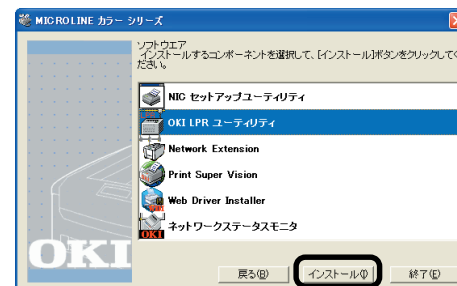 MICROLINE カラー シリーズ
ソフトウエア
インストールするコンポーネントを選択して、[インストール]ボタンをクリックしてく
ださい。
NIC セットアップユーティリティ
OKI LPR ユーティリティ
Network Extension
Print Super Vision
Web Driver Installer
ネットワークステータスモニタ
OKI
OKI
戻る(B)
インストール(I)
終了(E)